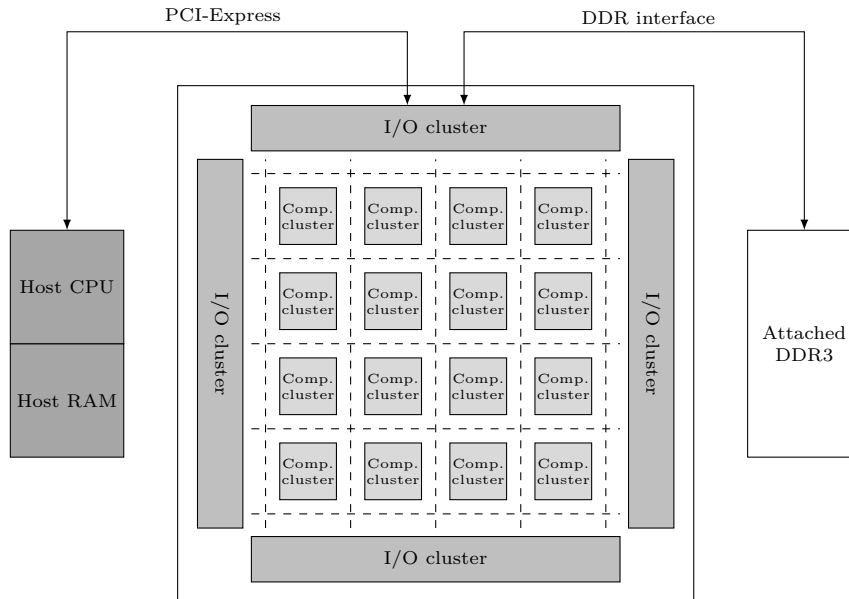 PCI-Express
DDR interface
I/O cluster
Comp. cluster
Comp. cluster
Comp. cluster
Comp. cluster
Host CPU
I/O cluster
Comp. cluster
Comp. cluster
Comp. cluster
Comp. cluster
I/O cluster
Attached
DDR3
Host RAM
Comp. cluster
Comp. cluster
Comp. cluster
Comp. cluster
Comp. cluster
Comp. cluster
Comp. cluster
Comp. cluster
I/O cluster